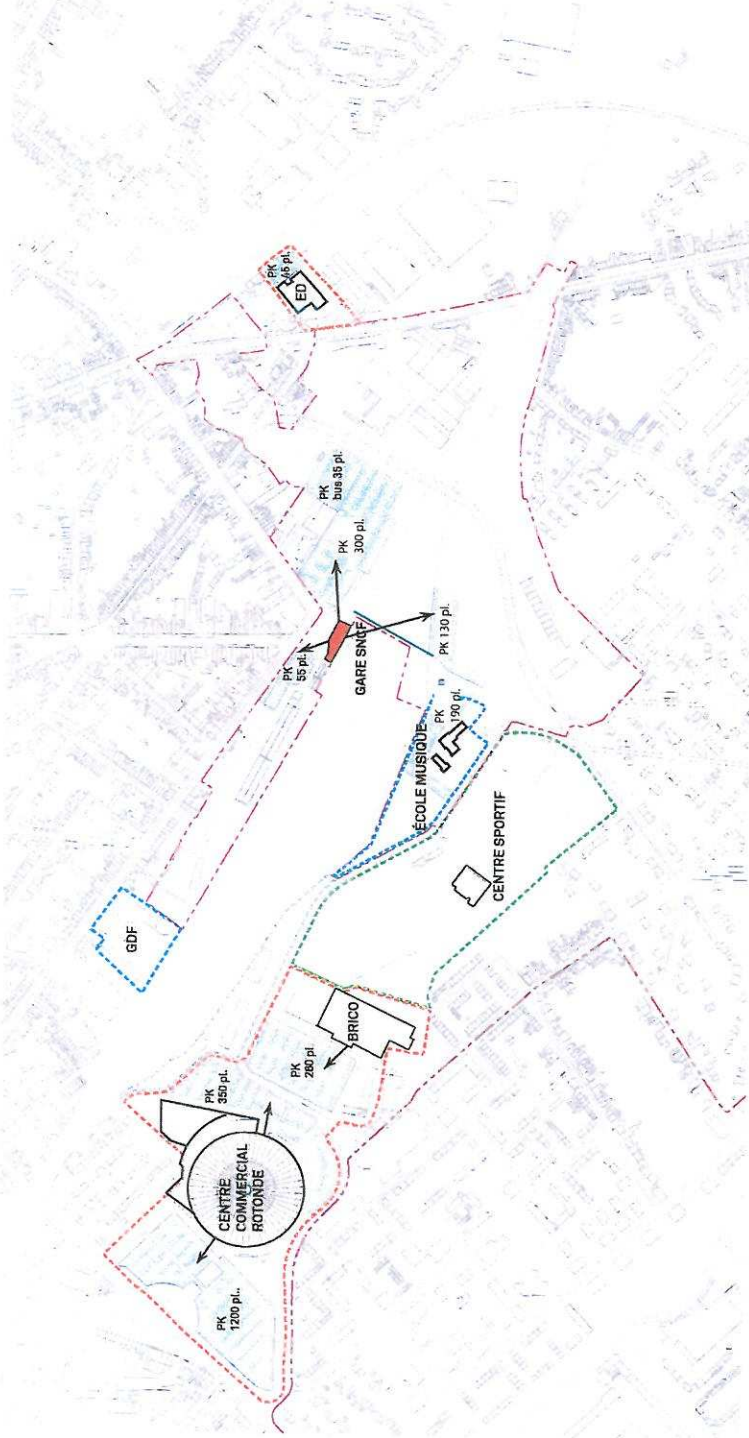 PK
1200 pl..
CENTRE
COMMERCIAL
ROTONDE
PK
350 pl.
PK
280 pl.
BRICO
GDF
CENTRE SPORTIF
ÉCOLE MUSIQUE
PK
190 pl.
PK
55 pl.
GARE SNCF
PK 130 pl.
PK
300 pl.
PK
bus 35 pl.
PK
45 pl.
ED